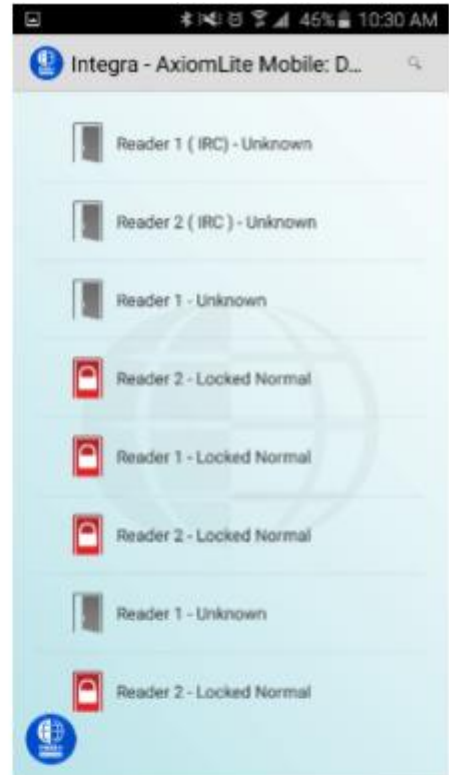 46% 10:30 AM
Integra - AxiomLite Mobile: D...
Reader 1 ( IRC) - Unknown
Reader 2 ( IRC ) - Unknown
Reader 1 - Unknown
Reader 2 - Locked Normal
Reader 1 - Locked Normal
Reader 2 - Locked Normal
Reader 1 - Unknown
Reader 2 - Locked Normal